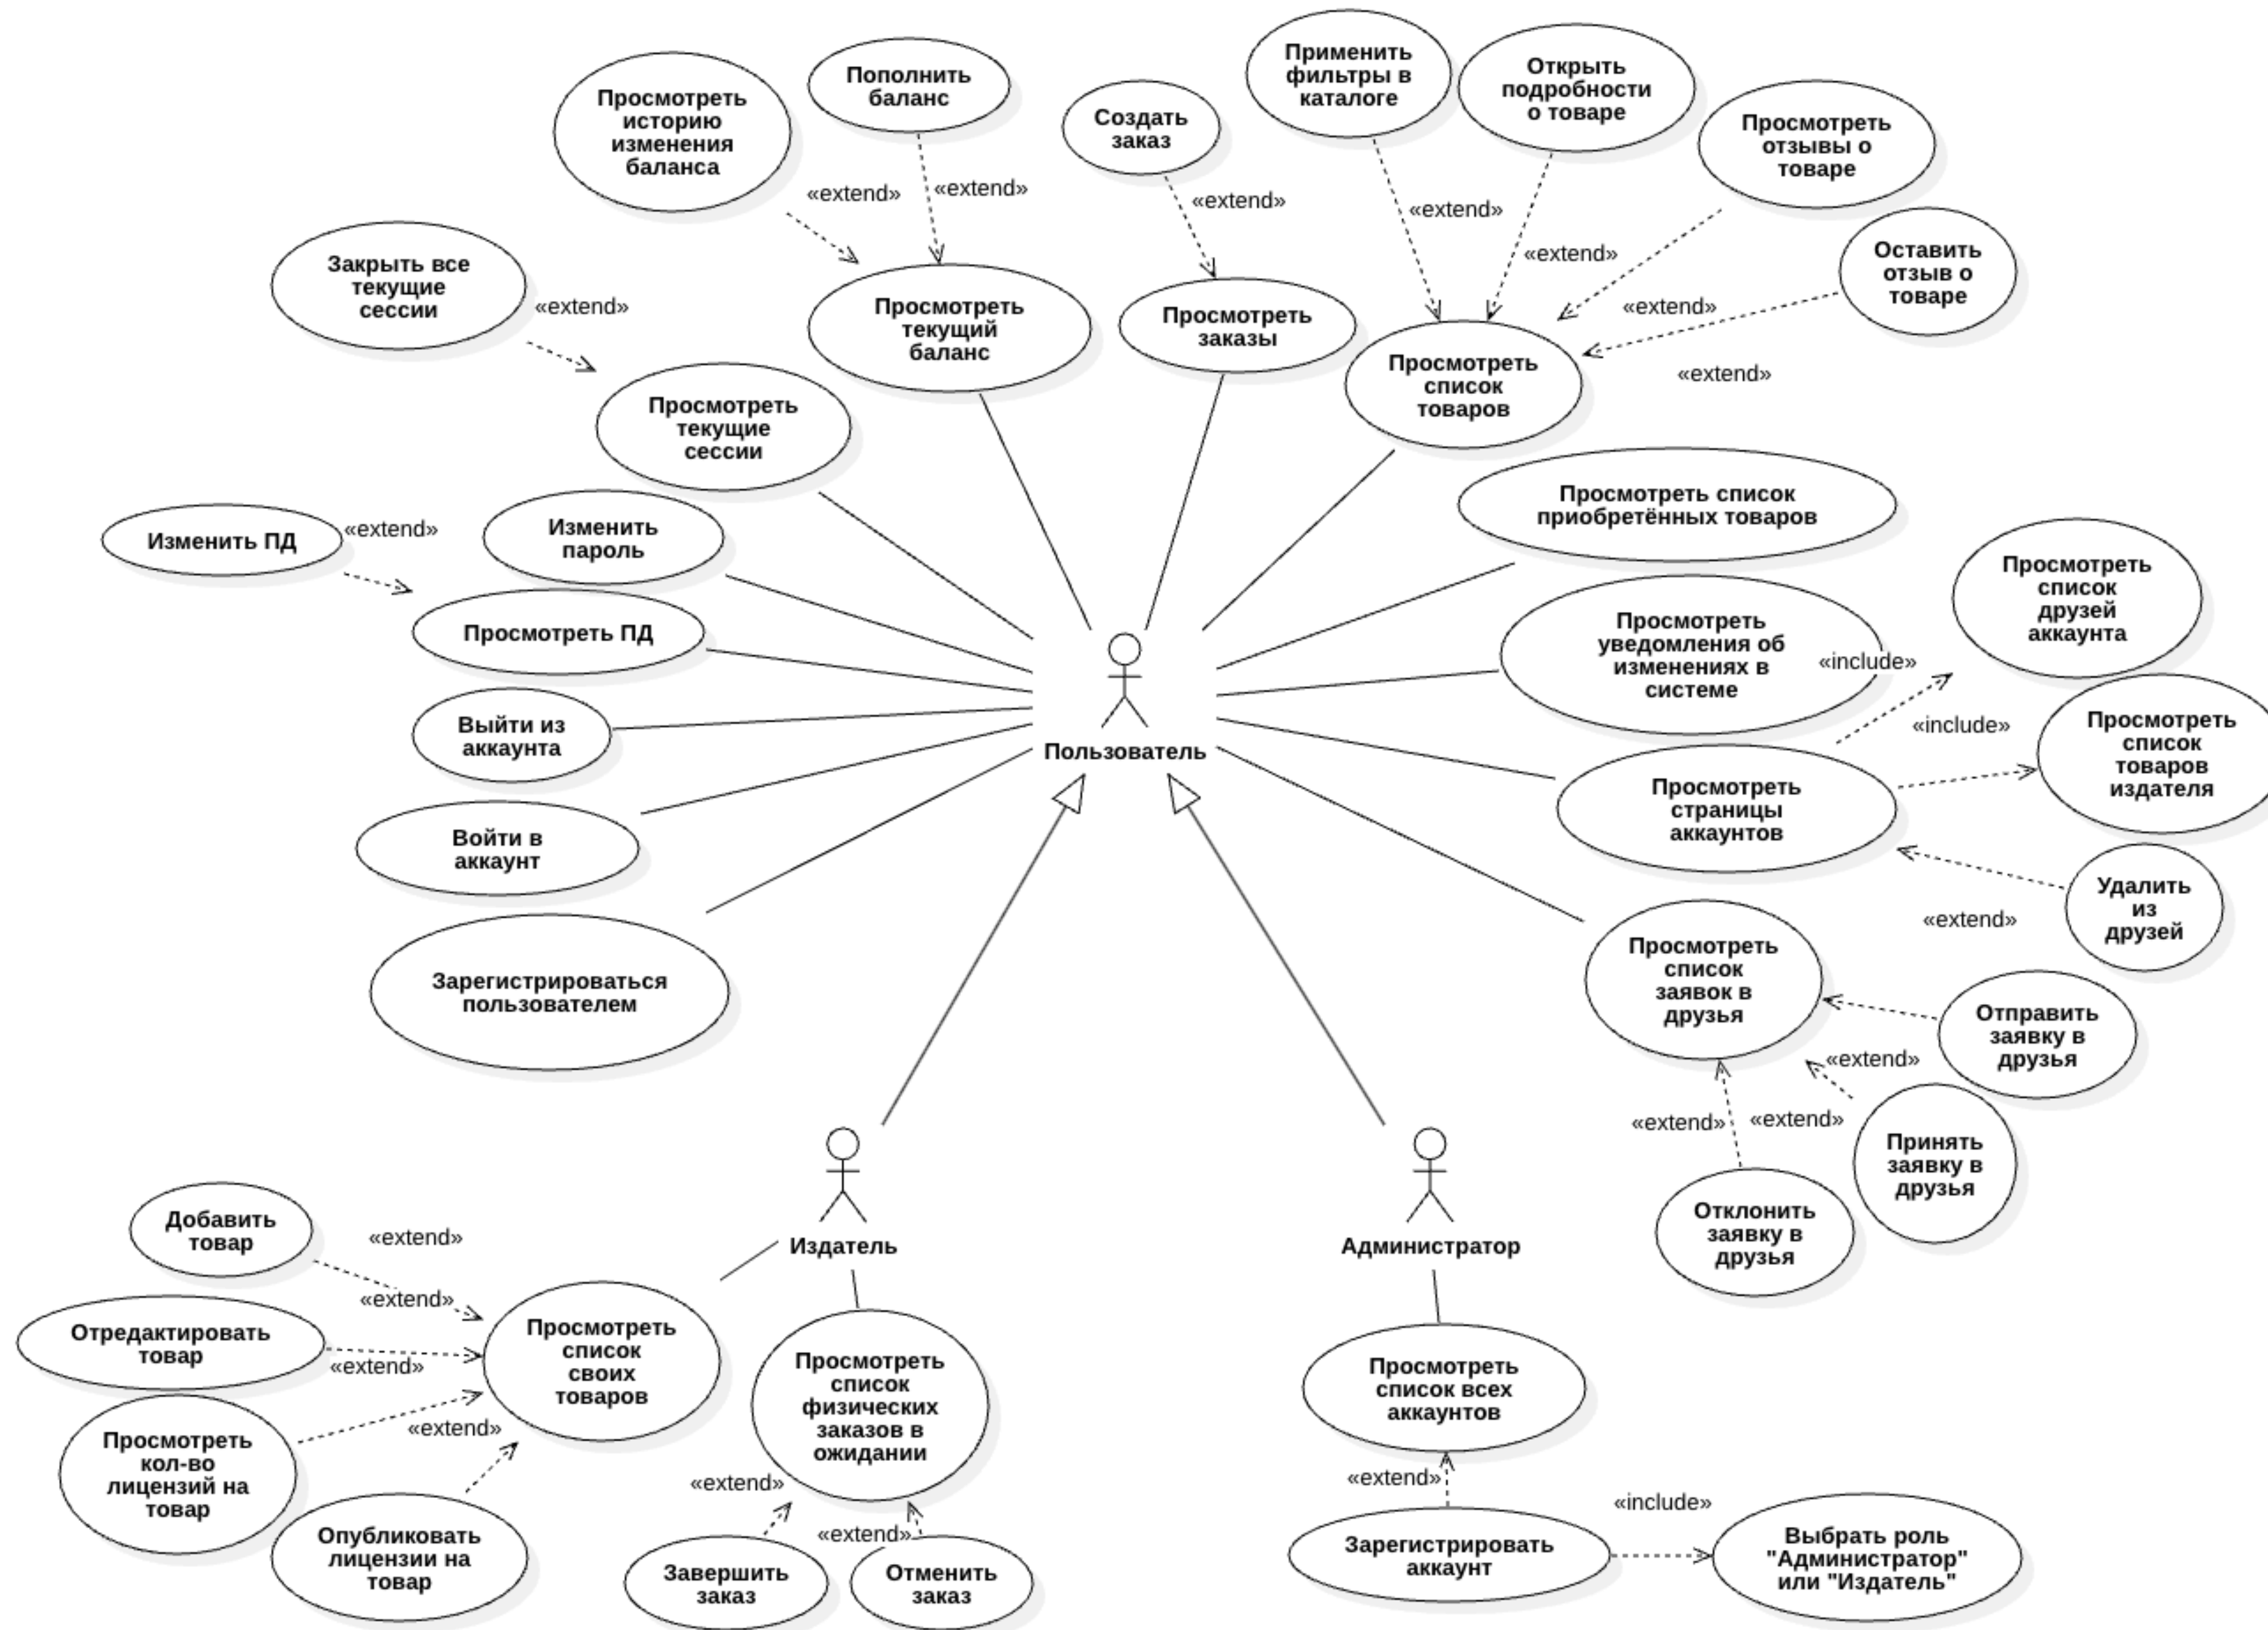 Просмотреть
историю
изменения
баланса
Пополнить
баланс
Создать
заказ
Применить
фильтры в
каталоге
Открыть
подробности
о товаре
Просмотреть
отзывы о
товаре
Оставить
отзыв о
товаре
«extend»
«extend»
«extend»
«extend»
«extend»
«extend»
«extend»
Закрыть все
текущие
сессии
«extend»
Просмотреть
текущий
баланс
Просмотреть
заказы
Просмотреть
список
товаров
Просмотреть
текущие
сессии
Изменить ПД
«extend»
Изменить
пароль
Просмотреть список
приобретённых товаров
Просмотреть ПД
Просмотреть
уведомления об
изменениях в
системе
«include»
Просмотреть
список
друзей
аккаунта
Выйти из
аккаунта
Пользователь
«include»
Просмотреть
список
товаров
издателя
Войти в
аккаунт
Просмотреть
страницы
аккаунтов
Удалить
из
друзей
«extend»
Зарегистрироваться
пользователем
Просмотреть
список
заявок в
друзья
Отправить
заявку в
друзья
«extend»
«extend»
«extend»
Принять
заявку в
друзья
Отклонить
заявку в
друзья
Издатель
Администратор
Добавить
товар
«extend»
«extend»
Отредактировать
товар
«extend»
Просмотреть
список
своих
товаров
Просмотреть
кол-во
лицензий на
товар
«extend»
Опубликовать
лицензии на
товар
Просмотреть
список
физических
заказов в
ожидании
«extend»
«extend»
Завершить
заказ
Отменить
заказ
Просмотреть
список всех
аккаунтов
«extend»
Зарегистрировать
аккаунт
«include»
Выбрать роль
"Администратор"
или "Издатель"